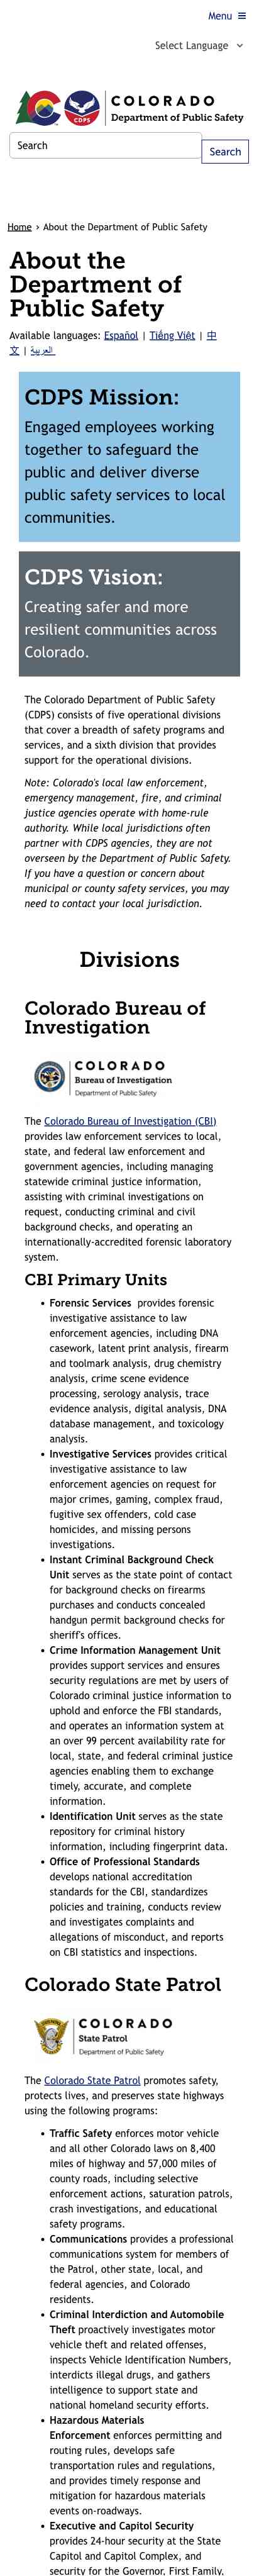 Menu ≡
Select Language
COLORADO
CDPS
Department of Public Safety
Search
Search
Home › About the Department of Public Safety
About the
Department of
Public Safety
Available languages: Español | Tiếng Việt | 中
文 | العربية
CDPS Mission:
Engaged employees working
together to safeguard the
public and deliver diverse
public safety services to local
communities.
CDPS Vision:
Creating safer and more
resilient communities across
Colorado.
The Colorado Department of Public Safety
(CDPS) consists of five operational divisions
that cover a breadth of safety programs and
services, and a sixth division that provides
support for the operational divisions.
Note: Colorado's local law enforcement,
emergency management, fire, and criminal
justice agencies operate with home-rule
authority. While local jurisdictions often
partner with CDPS agencies, they are not
overseen by the Department of Public Safety.
If you have a question or concern about
municipal or county safety services, you may
need to contact your local jurisdiction.
Divisions
Colorado Bureau of
Investigation
COLORADO
Bureau of Investigation
Department of Public Safety
The Colorado Bureau of Investigation (CBI)
provides law enforcement services to local,
state, and federal law enforcement and
government agencies, including managing
statewide criminal justice information,
assisting with criminal investigations on
request, conducting criminal and civil
background checks, and operating an
internationally-accredited forensic laboratory
system.
CBI Primary Units
• Forensic Services  provides forensic
investigative assistance to law
enforcement agencies, including DNA
casework, latent print analysis, firearm
and toolmark analysis, drug chemistry
analysis, crime scene evidence
processing, serology analysis, trace
evidence analysis, digital analysis, DNA
database management, and toxicology
analysis.
• Investigative Services provides critical
investigative assistance to law
enforcement agencies on request for
major crimes, gaming, complex fraud,
fugitive sex offenders, cold case
homicides, and missing persons
investigations.
• Instant Criminal Background Check
Unit serves as the state point of contact
for background checks on firearms
purchases and conducts concealed
handgun permit background checks for
sheriff's offices.
• Crime Information Management Unit
provides support services and ensures
security regulations are met by users of
Colorado criminal justice information to
uphold and enforce the FBI standards,
and operates an information system at
an over 99 percent availability rate for
local, state, and federal criminal justice
agencies enabling them to exchange
timely, accurate, and complete
information.
• Identification Unit serves as the state
repository for criminal history
information, including fingerprint data.
• Office of Professional Standards
develops national accreditation
standards for the CBI, standardizes
policies and training, conducts review
and investigates complaints and
allegations of misconduct, and reports
on CBI statistics and inspections.
Colorado State Patrol
COLORADO
State Patrol
Department of Public Safety
The Colorado State Patrol promotes safety,
protects lives, and preserves state highways
using the following programs:
• Traffic Safety enforces motor vehicle
and all other Colorado laws on 8,400
miles of highway and 57,000 miles of
county roads, including selective
enforcement actions, saturation patrols,
crash investigations, and educational
safety programs.
• Communications provides a professional
communications system for members of
the Patrol, other state, local, and
federal agencies, and Colorado
residents.
• Criminal Interdiction and Automobile
Theft proactively investigates motor
vehicle theft and related offenses,
inspects Vehicle Identification Numbers,
interdicts illegal drugs, and gathers
intelligence to support state and
national homeland security efforts.
• Hazardous Materials
Enforcement enforces permitting and
routing rules, develops safe
transportation rules and regulations,
and provides timely response and
mitigation for hazardous materials
events on-roadways.
• Executive and Capitol Security
provides 24-hour security at the State
Capitol and Capitol Complex, and
security for the Governor, First Family,